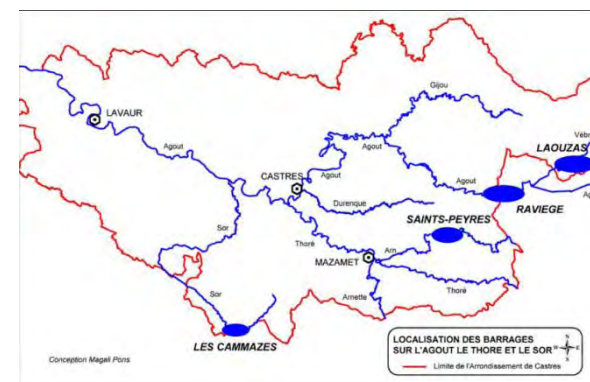 Gijou
LAVAUR
LAOUZAS
Vèbr
Agout
Agout
CASTRES
Agout
Agout
Ag
RAVIEGE
Durenque
SAINTS-PEYRES
Sor
Thoré
Arn
MAZAMET
Sor
Arnette
Thoré
LES CAMMAZES
LOCALISATION DES BARRAGES
SUR L'AGOUT LE THORE ET LE SOR
N
W E
S
Limite de l'Arrondissement de Castres
Conception Magali Pons